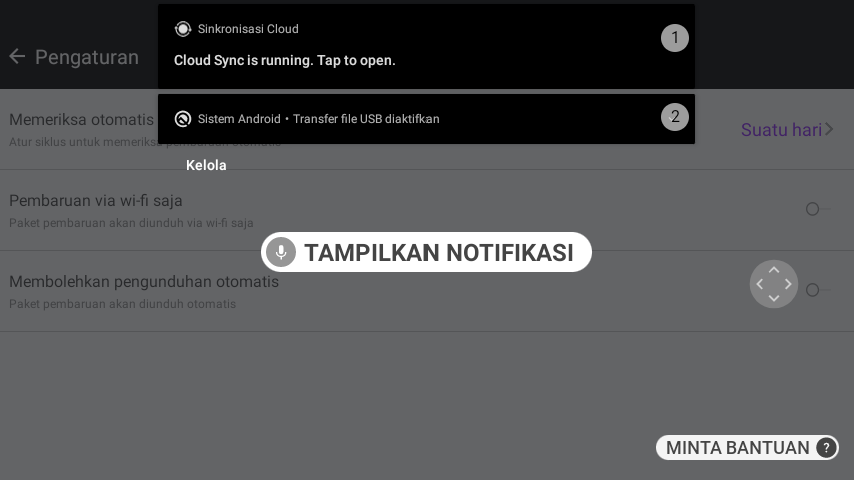 Sinkronisasi Cloud
1
Cloud Sync is running. Tap to open.
Pengaturan
Sistem Android • Transfer file USB diaktifkan
2
Memeriksa otomatis
Suatu hari
Atur siklus untuk memeriksa pembaruan otomatis
Kelola
Pembaruan via wi-fi saja
Paket pembaruan akan diunduh via wi-fi saja
TAMPILKAN NOTIFIKASI
Membolehkan pengunduhan otomatis
Paket pembaruan akan diunduh otomatis
MINTA BANTUAN ?